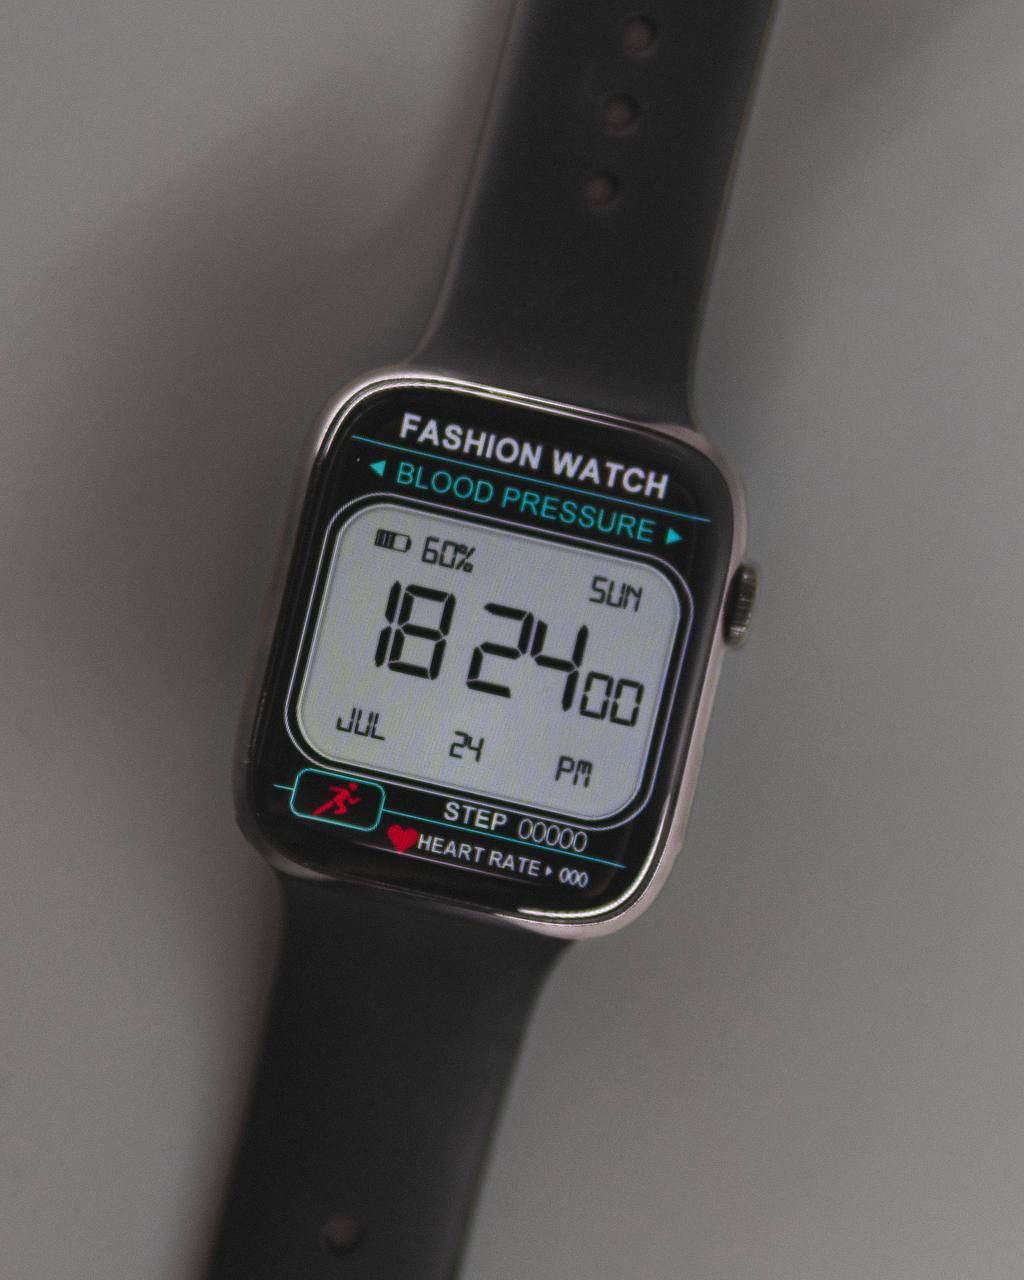 FASHION WATCH
◀ BLOOD PRESSURE ▶
60% SUN
18 24 00
JUL 24 PM
STEP 00000
HEART RATE ▸ 000